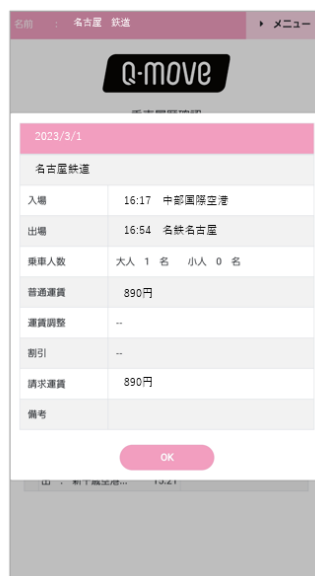 名前 : 名古屋 鉄道 メニュー
Q-move
2023/3/1
名古屋鉄道
入場 16:17 中部国際空港
出場 16:54 名鉄名古屋
乗車人数 大人 1 名 小人 0 名
普通運賃 890円
運賃調整 --
割引 --
請求運賃 890円
備考
OK